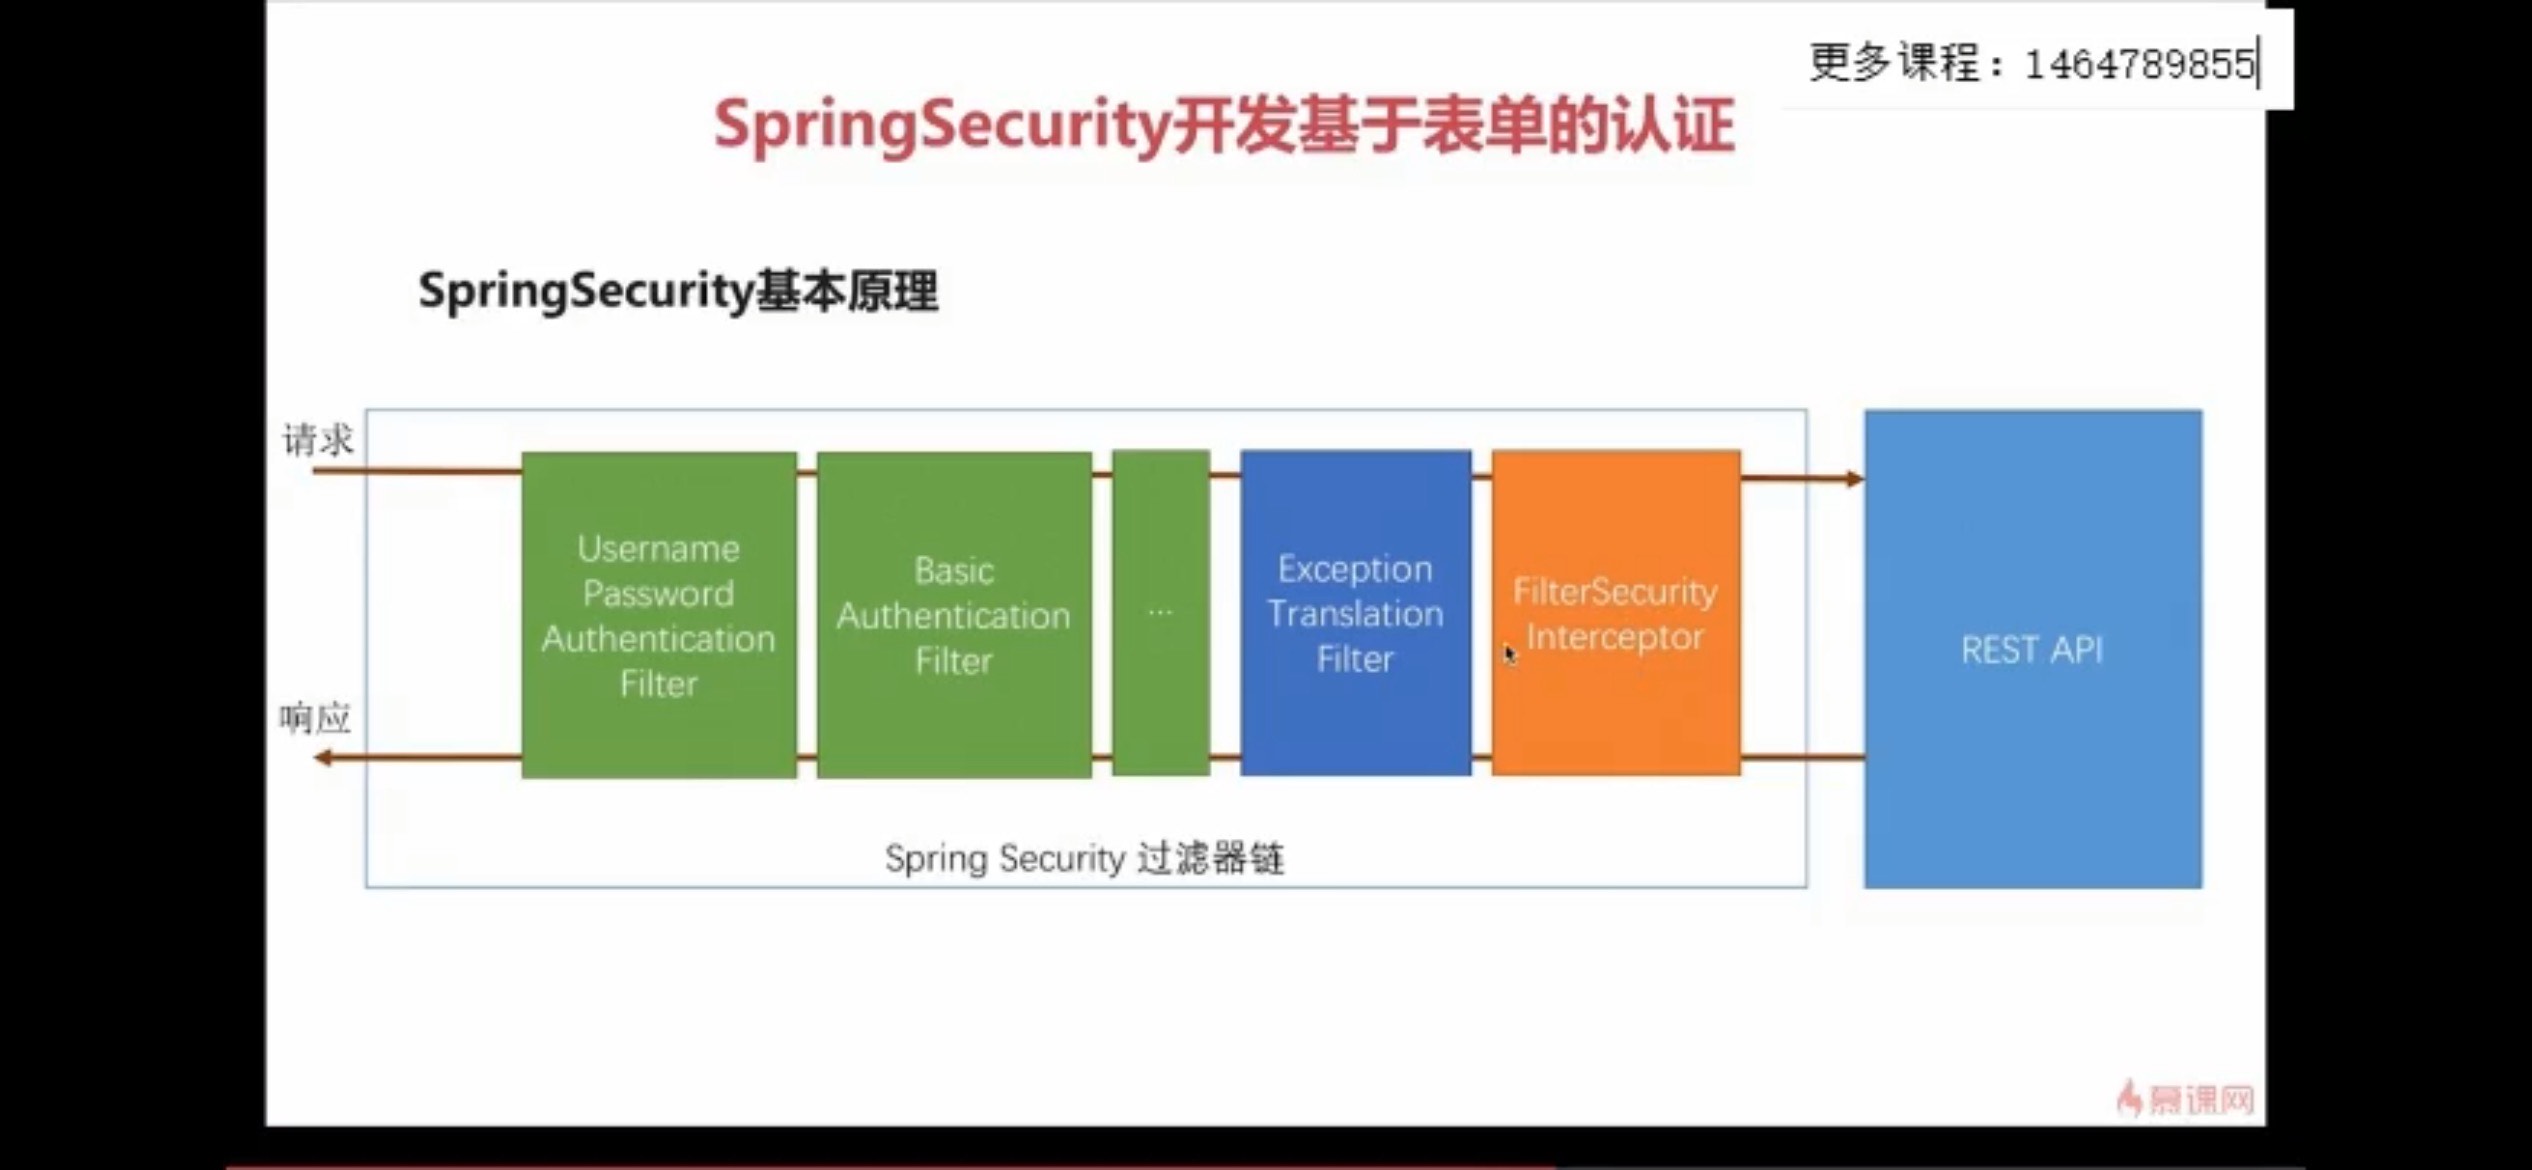 更多课程：1464789855
SpringSecurity开发基于表单的认证
SpringSecurity基本原理
请求
Username
Password
Authentication
Filter
Basic
Authentication
Filter
...
Exception
Translation
Filter
FilterSecurity
Interceptor
REST API
响应
Spring Security 过滤器链
慕课网